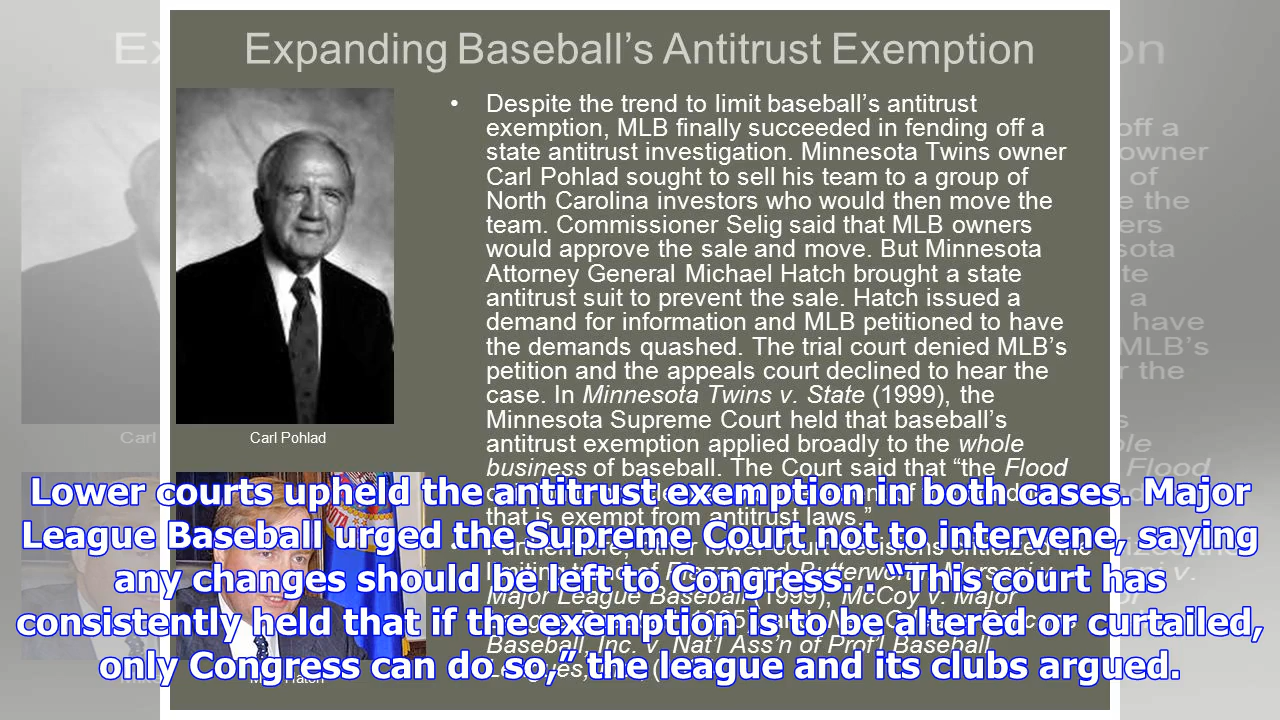 Expanding Baseball’s Antitrust Exemption
• Despite the trend to limit baseball’s antitrust
exemption, MLB finally succeeded in fending off a
state antitrust investigation. Minnesota Twins owner
Carl Pohlad sought to sell his team to a group of
North Carolina investors who would then move the
team. Commissioner Selig said that MLB owners
would approve the sale and move. But Minnesota
Attorney General Michael Hatch brought a state
antitrust suit to prevent the sale. Hatch issued a
demand for information and MLB petitioned to have
the demands quashed. The trial court denied MLB’s
petition and the appeals court declined to hear the
case. In Minnesota Twins v. State (1999), the
Minnesota Supreme Court held that baseball’s
antitrust exemption applied broadly to the whole
business of baseball. The Court said that “the Flood
that is exempt from antitrust laws.”
Carl Pohlad
Lower courts upheld the antitrust exemption in both cases. Major
League Baseball urged the Supreme Court not to intervene, saying
any changes should be left to Congress. “This court has
consistently held that if the exemption is to be altered or curtailed,
only Congress can do so,” the league and its clubs argued.
Major League Baseball (1999), McCoy v. Major
Baseball, Inc. v. Nat’l Ass’n of Prof’l Baseball
Hatch